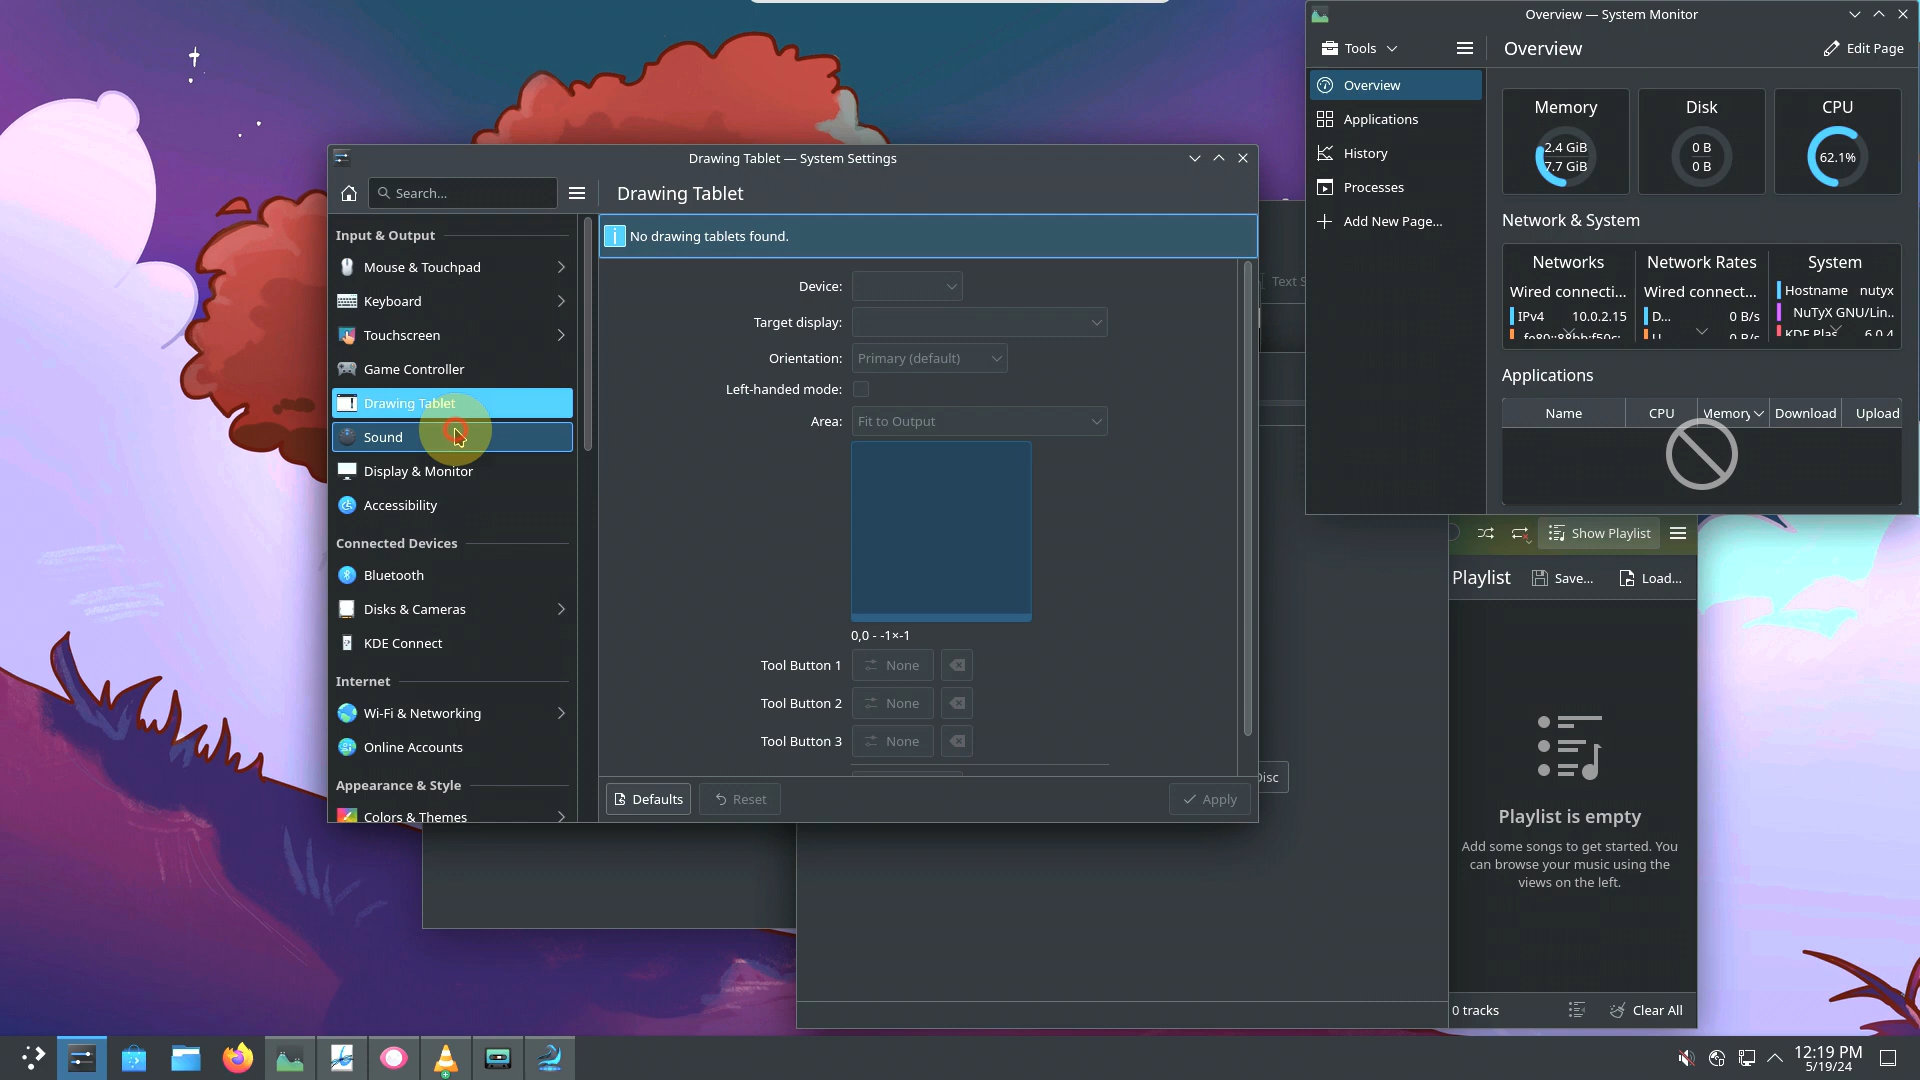 Drawing Tablet — System Settings
Search...
Drawing Tablet
Input & Output
Mouse & Touchpad
Keyboard
Touchscreen
Game Controller
Drawing Tablet
Sound
Display & Monitor
Accessibility
Connected Devices
Bluetooth
Disks & Cameras
KDE Connect
Internet
Wi-Fi & Networking
Online Accounts
Appearance & Style
Colors & Themes
No drawing tablets found.
Device:
Target display:
Orientation: Primary (default)
Left-handed mode:
Area: Fit to Output
0,0 - -1×-1
Tool Button 1 None
Tool Button 2 None
Tool Button 3 None
Defaults
Reset
Apply
Text S
Disc
Overview — System Monitor
Tools
Overview
Edit Page
Overview
Applications
History
Processes
Add New Page...
Memory
2.4 GiB
7.7 GiB
Disk
0 B
0 B
CPU
62.1%
Network & System
Networks
Wired connecti...
IPv4 10.0.2.15
Network Rates
Wired connect...
D... 0 B/s
System
Hostname nutyx
NuTyX GNU/Lin..
KDE Plas 6.0.4
Applications
Name CPU Memory Download Upload
Show Playlist
Playlist
Save...
Load...
Playlist is empty
Add some songs to get started. You
can browse your music using the
views on the left.
0 tracks
Clear All
12:19 PM
5/19/24